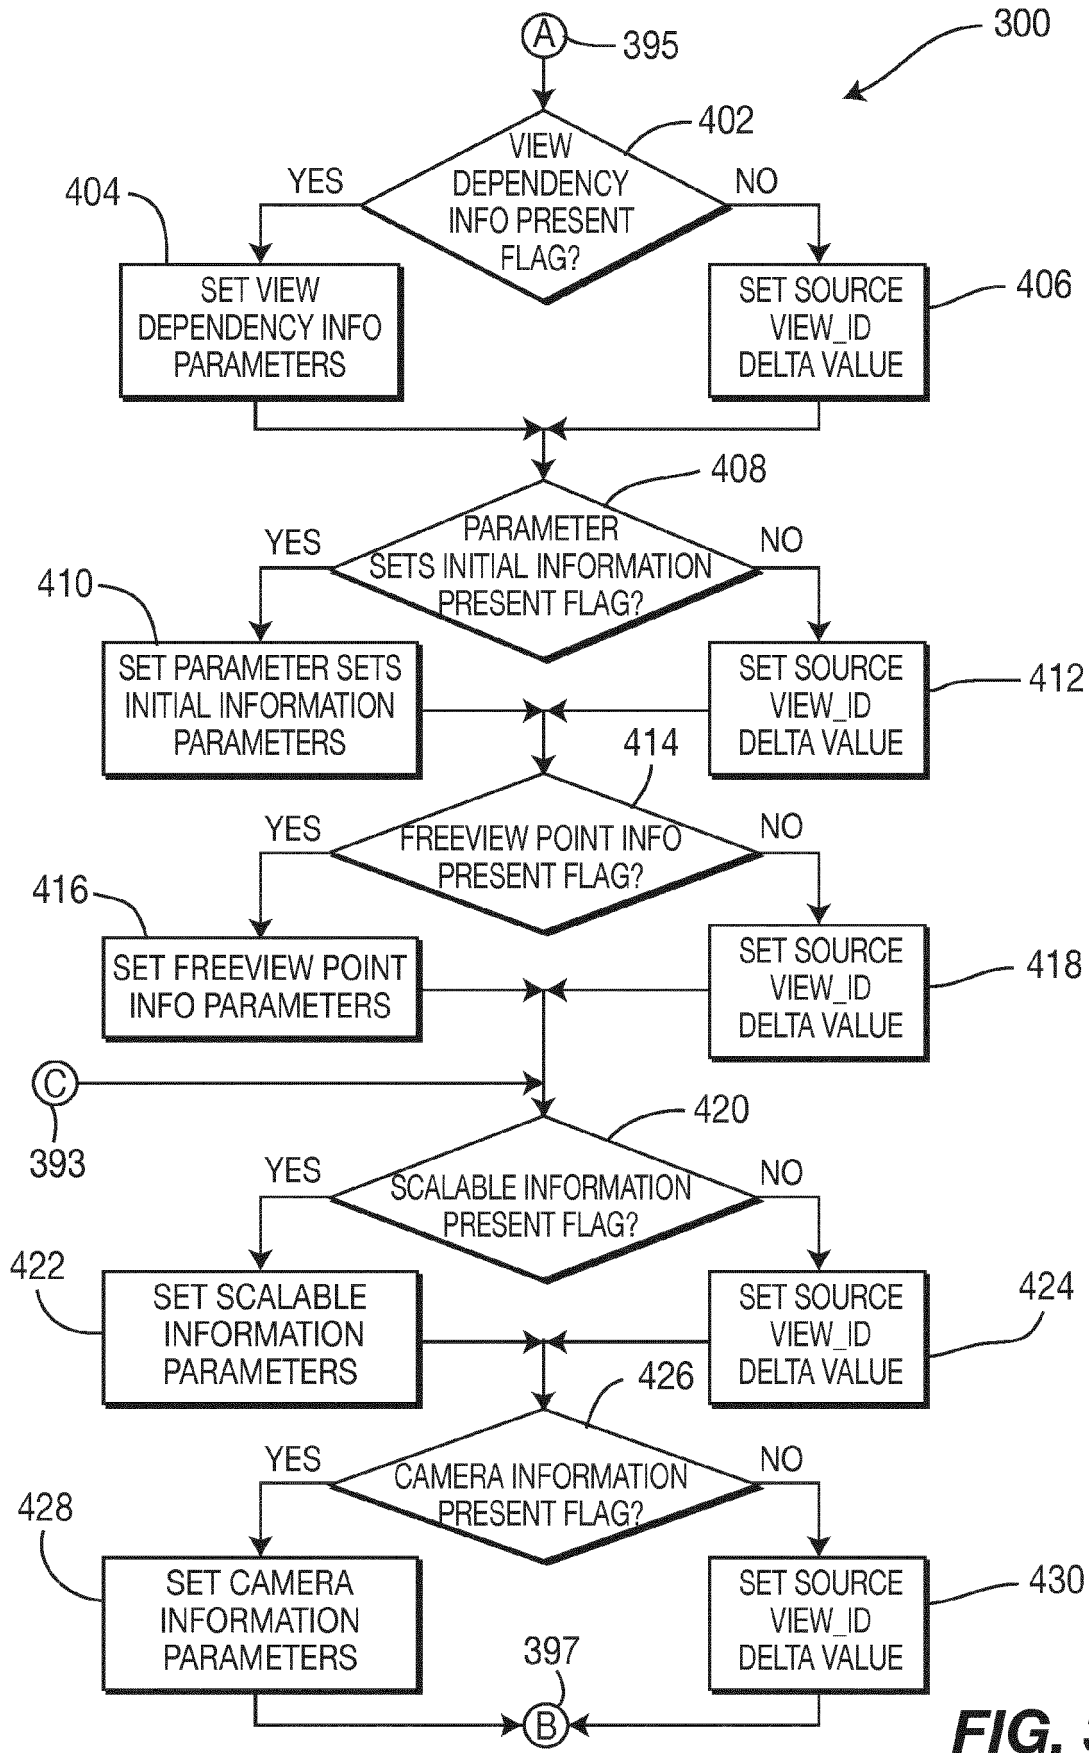 300
A
395
402
VIEW
DEPENDENCY
INFO PRESENT
FLAG?
YES
NO
404
SET VIEW
DEPENDENCY INFO
PARAMETERS
SET SOURCE
VIEW_ID
DELTA VALUE
406
408
PARAMETER
SETS INITIAL INFORMATION
PRESENT FLAG?
YES
NO
410
SET PARAMETER SETS
INITIAL INFORMATION
PARAMETERS
SET SOURCE
VIEW_ID
DELTA VALUE
412
414
FREEVIEW POINT INFO
PRESENT FLAG?
YES
NO
416
SET FREEVIEW POINT
INFO PARAMETERS
SET SOURCE
VIEW_ID
DELTA VALUE
418
C
393
420
SCALABLE INFORMATION
PRESENT FLAG?
YES
NO
422
SET SCALABLE
INFORMATION
PARAMETERS
SET SOURCE
VIEW_ID
DELTA VALUE
424
426
CAMERA INFORMATION
PRESENT FLAG?
YES
NO
428
SET CAMERA
INFORMATION
PARAMETERS
SET SOURCE
VIEW_ID
DELTA VALUE
430
397
B
FIG.